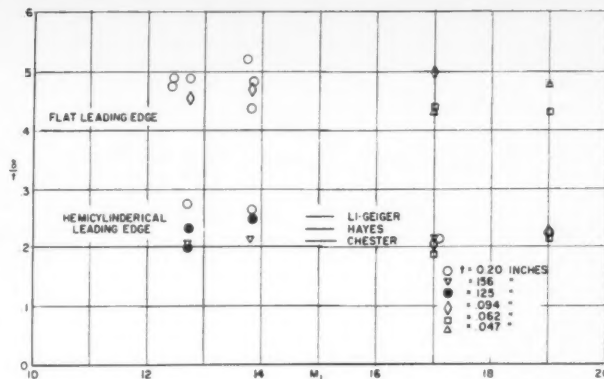 6
5
FLAT LEADING EDGE
4
δ/t
3
HEMICYLINDERICAL
LEADING EDGE
LI-GEIGER
HAYES
CHESTER
2
t = 0.20 INCHES
" .156 "
" .125 "
" .094 "
" .062 "
" .047 "
1
0
10 12 14 M₁ 16 18 20